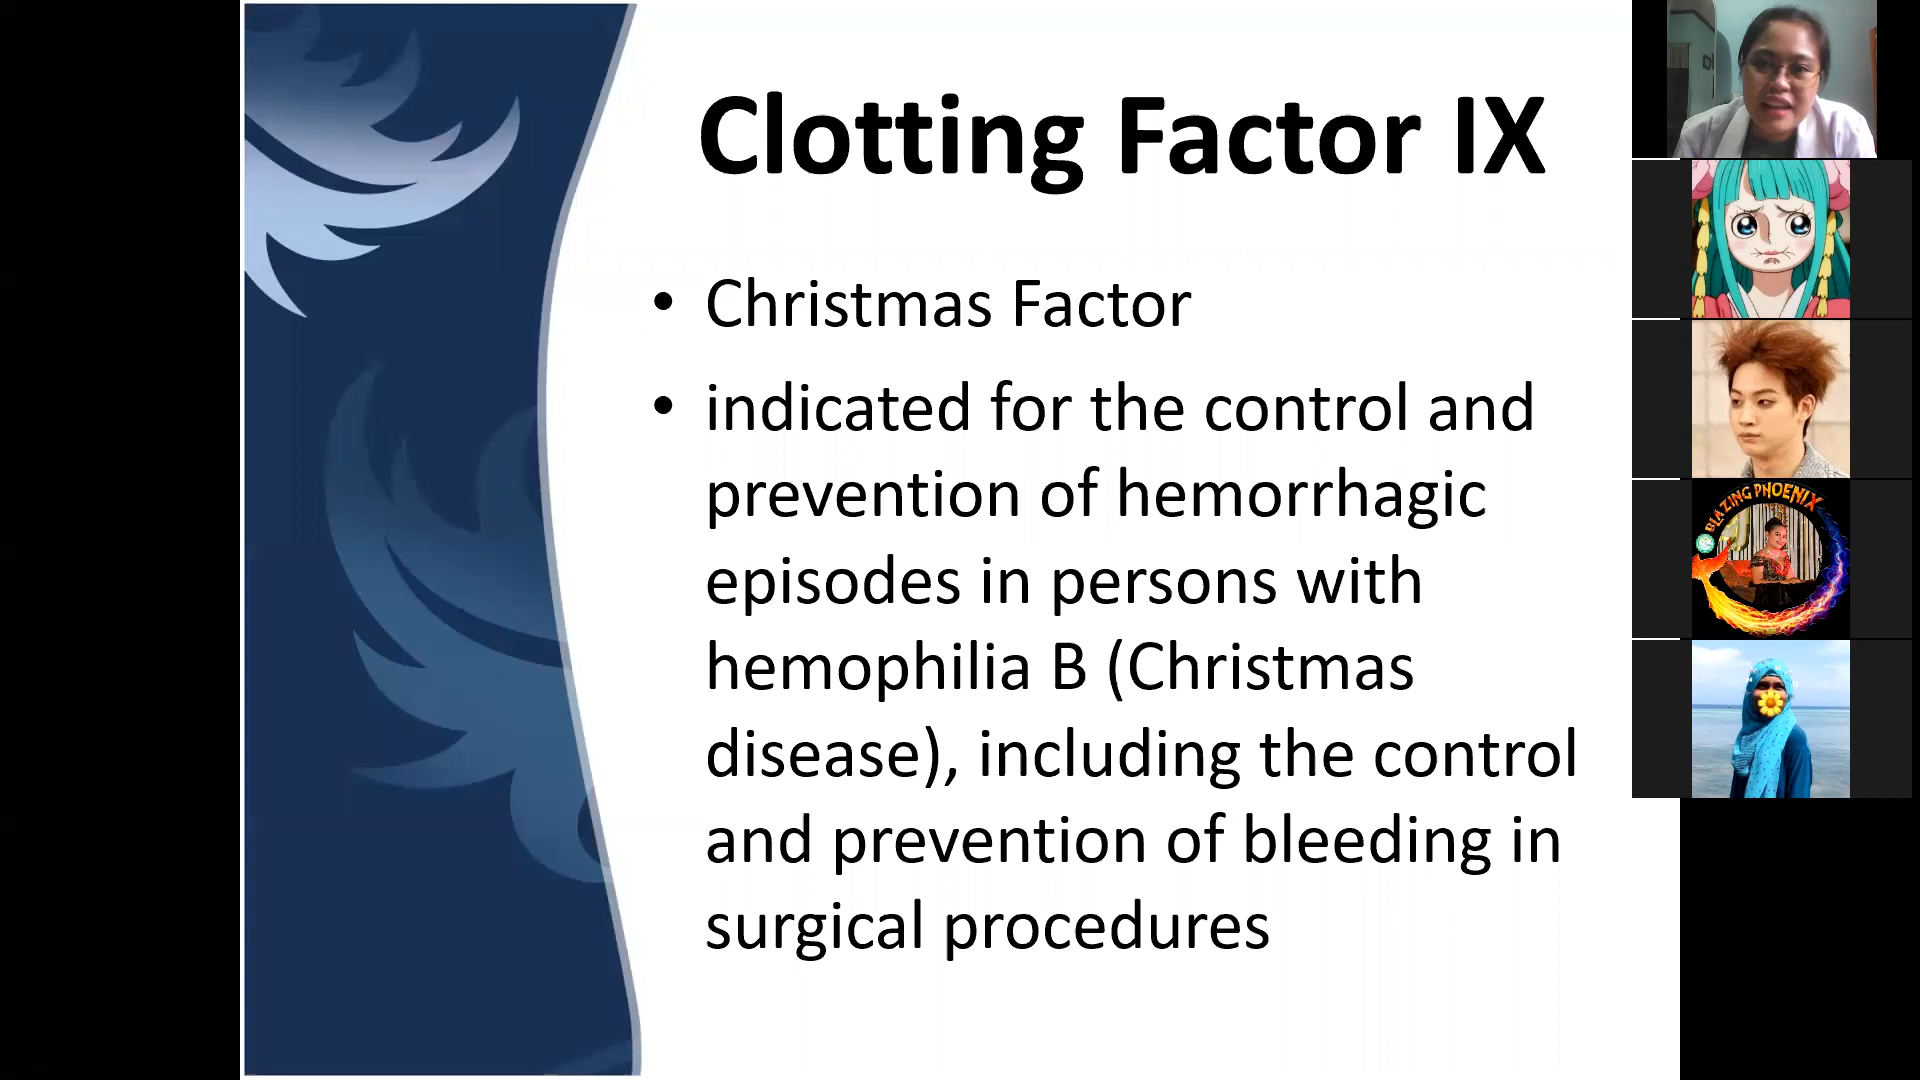 Clotting Factor IX
• Christmas Factor
• indicated for the control and
prevention of hemorrhagic
episodes in persons with
hemophilia B (Christmas
disease), including the control
and prevention of bleeding in
surgical procedures
BLAZING PHOENIX